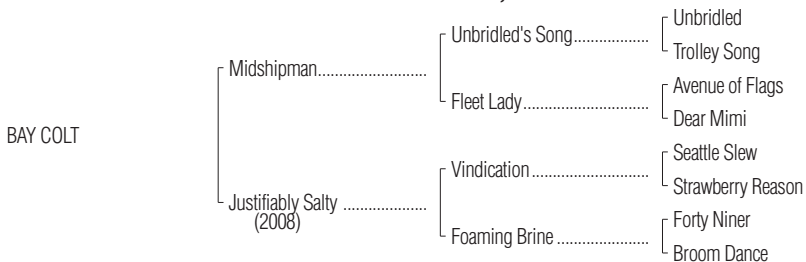 Unbridled
Unbridled's Song..................
Trolley Song
Midshipman.........................
Avenue of Flags
Fleet Lady............................
Dear Mimi
BAY COLT
Seattle Slew
Vindication...........................
Strawberry Reason
Justifiably Salty ...................
(2008)
Forty Niner
Foaming Brine .....................
Broom Dance